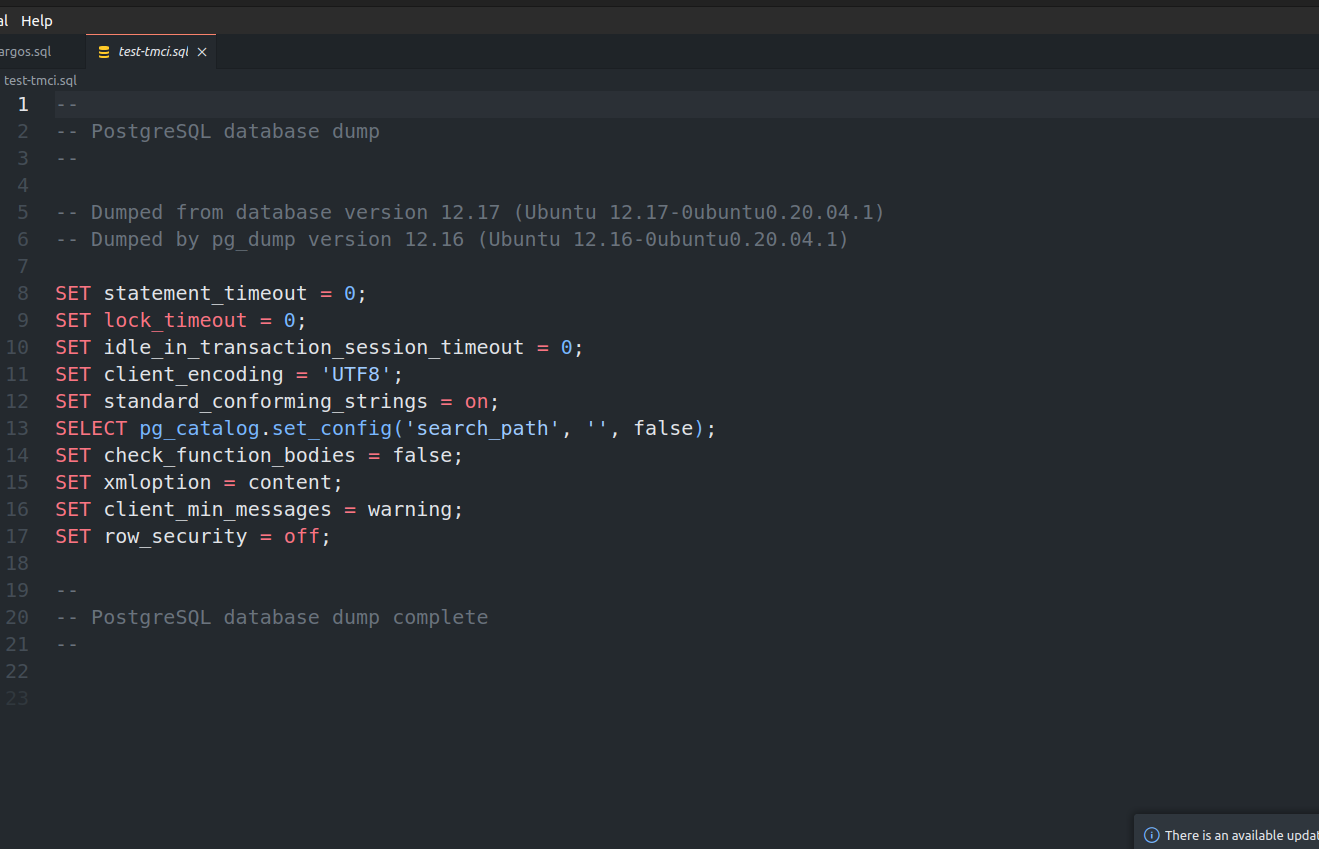 Help
argos.sql
test-tmci.sql
test-tmci.sql
1 --
2 -- PostgreSQL database dump
3 --
4
5 -- Dumped from database version 12.17 (Ubuntu 12.17-0ubuntu0.20.04.1)
6 -- Dumped by pg_dump version 12.16 (Ubuntu 12.16-0ubuntu0.20.04.1)
7
8 SET statement_timeout = 0;
9 SET lock_timeout = 0;
10 SET idle_in_transaction_session_timeout = 0;
11 SET client_encoding = 'UTF8';
12 SET standard_conforming_strings = on;
13 SELECT pg_catalog.set_config('search_path', '', false);
14 SET check_function_bodies = false;
15 SET xmloption = content;
16 SET client_min_messages = warning;
17 SET row_security = off;
18
19 --
20 -- PostgreSQL database dump complete
21 --
22
23
There is an available updat